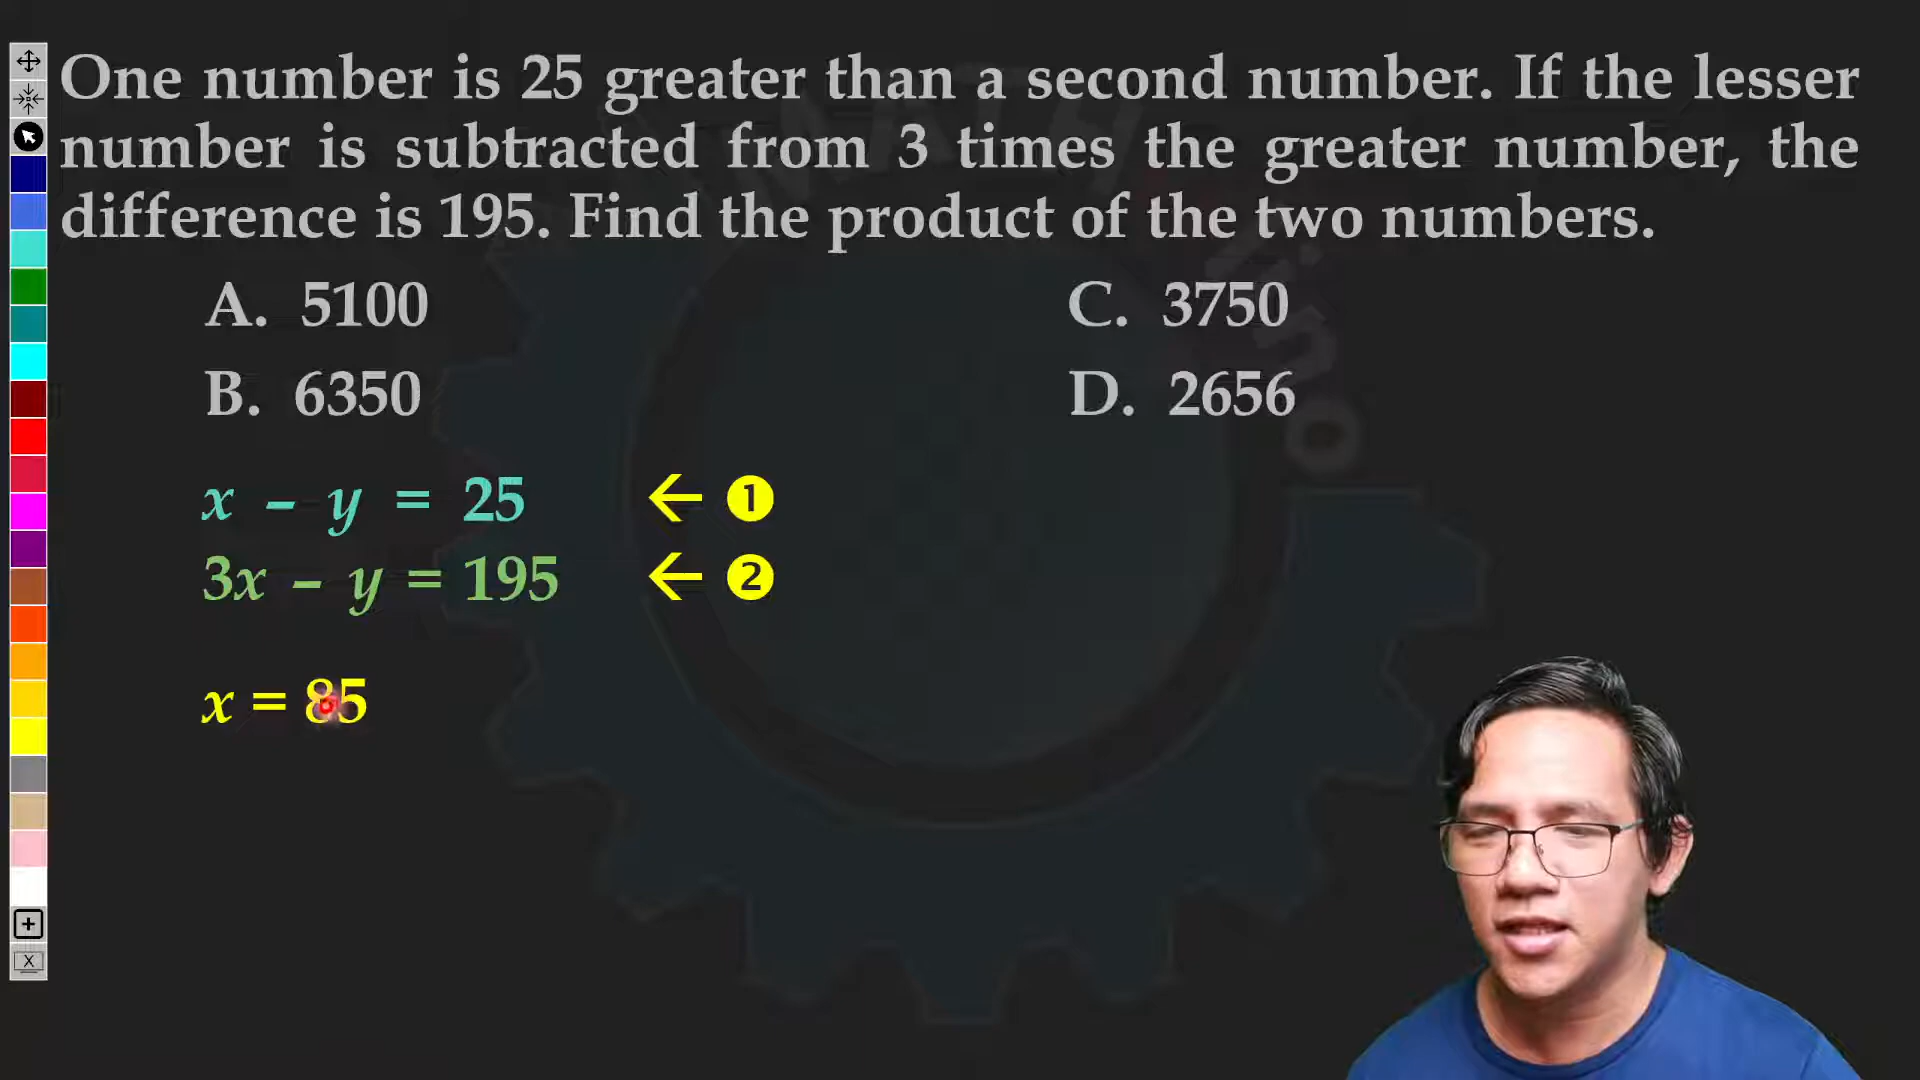 One number is 25 greater than a second number. If the lesser
number is subtracted from 3 times the greater number, the
difference is 195. Find the product of the two numbers.
A. 5100
C. 3750
B. 6350
D. 2656
x – y = 25 ← ❶
3x – y = 195 ← ❷
x = 85